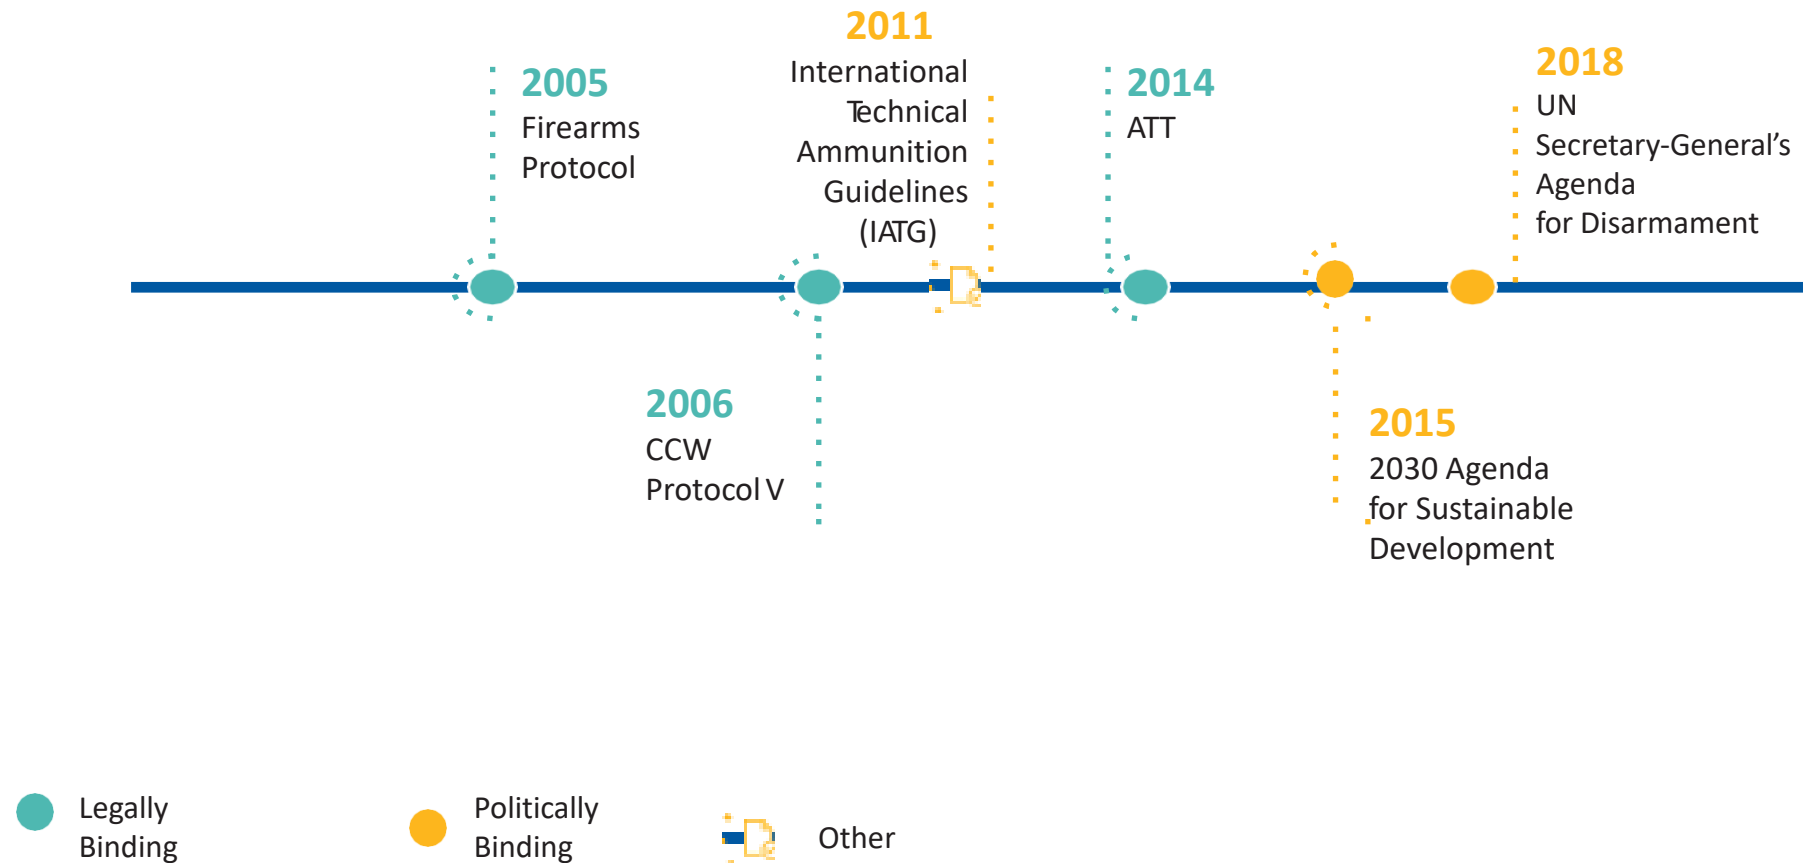 2005
Firearms
Protocol
2006
CCW
Protocol V
2011
International
Technical
Ammunition
Guidelines
(IATG)
2014
ATT
2015
2030 Agenda
for Sustainable
Development
2018
UN
Secretary-General’s
Agenda
for Disarmament
Legally
Binding
Politically
Binding
Other